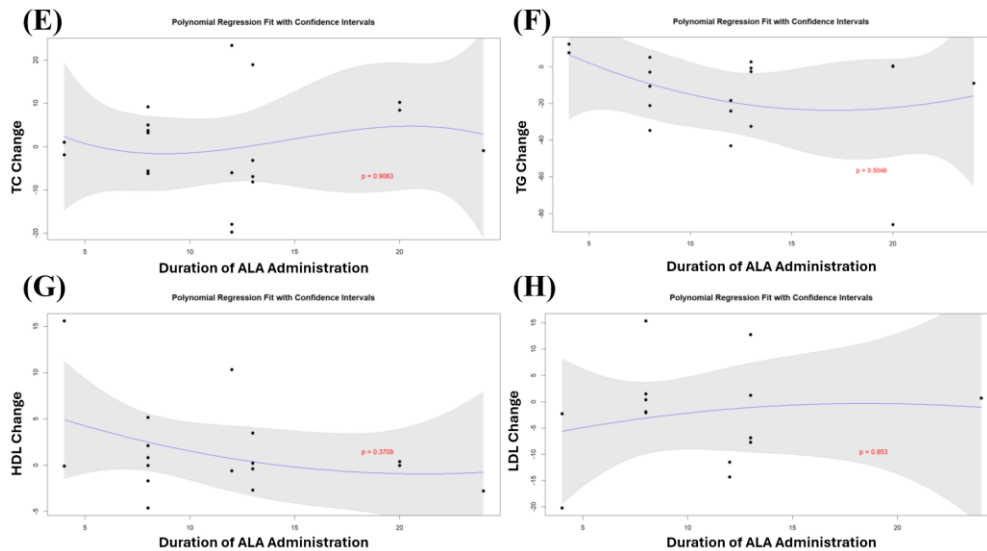 (E)
Polynomial Regression Fit with Confidence Intervals
TC Change
20
10
0
-10
-20
p = 0.9063
5 10 15 20
Duration of ALA Administration
(F)
Polynomial Regression Fit with Confidence Intervals
TG Change
0
-20
-40
-60
-80
p = 0.5046
5 10 15 20
Duration of ALA Administration
(G)
Polynomial Regression Fit with Confidence Intervals
HDL Change
15
10
5
0
-5
p = 0.3709
5 10 15 20
Duration of ALA Administration
(H)
Polynomial Regression Fit with Confidence Intervals
LDL Change
15
10
5
0
-5
-10
-15
-20
p = 0.853
5 10 15 20
Duration of ALA Administration